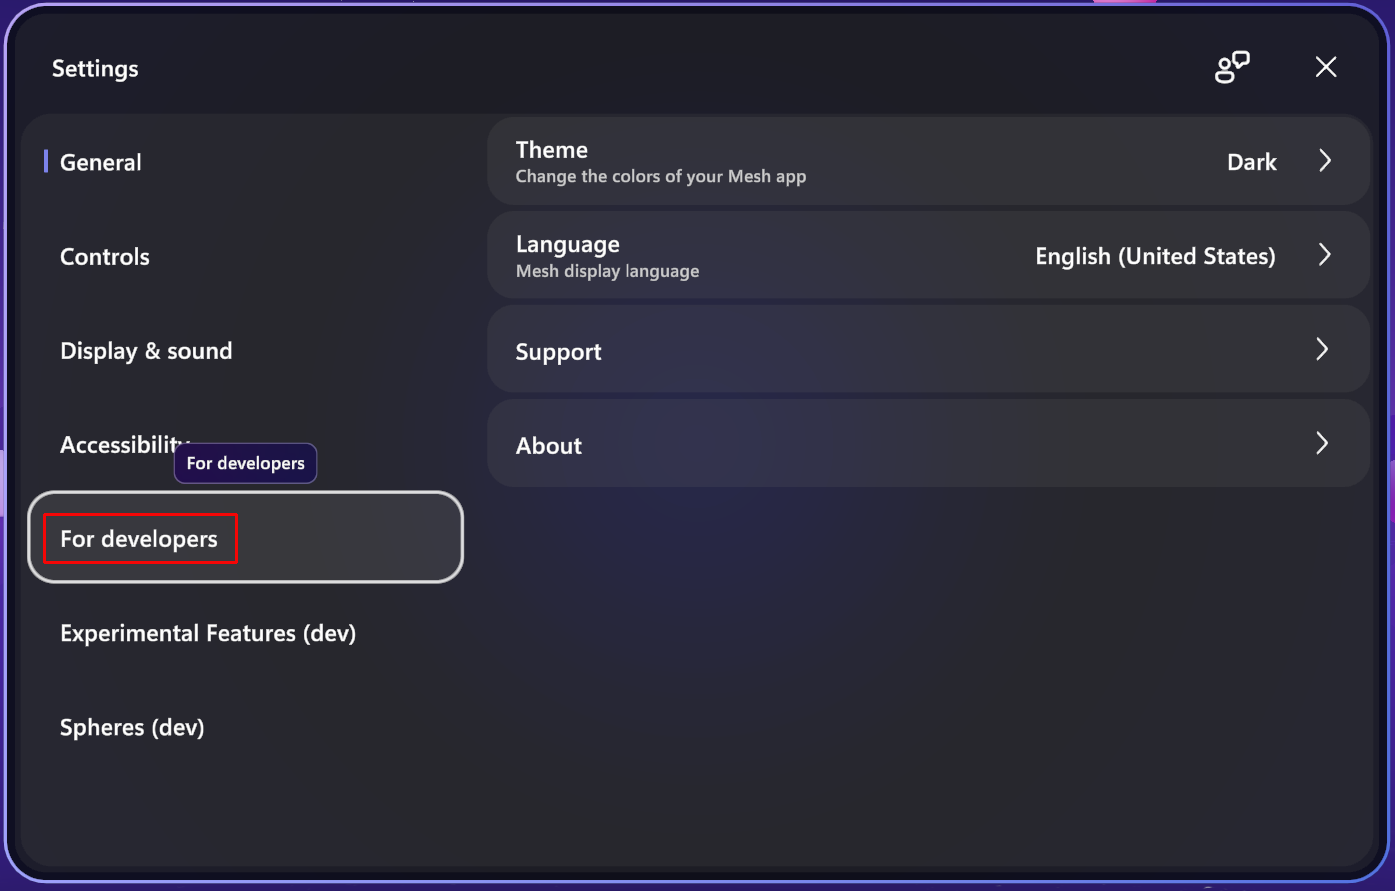 Settings
General
Controls
Display & sound
Accessibility
For developers
For developers
Experimental Features (dev)
Spheres (dev)
Theme
Change the colors of your Mesh app
Dark
Language
Mesh display language
English (United States)
Support
About